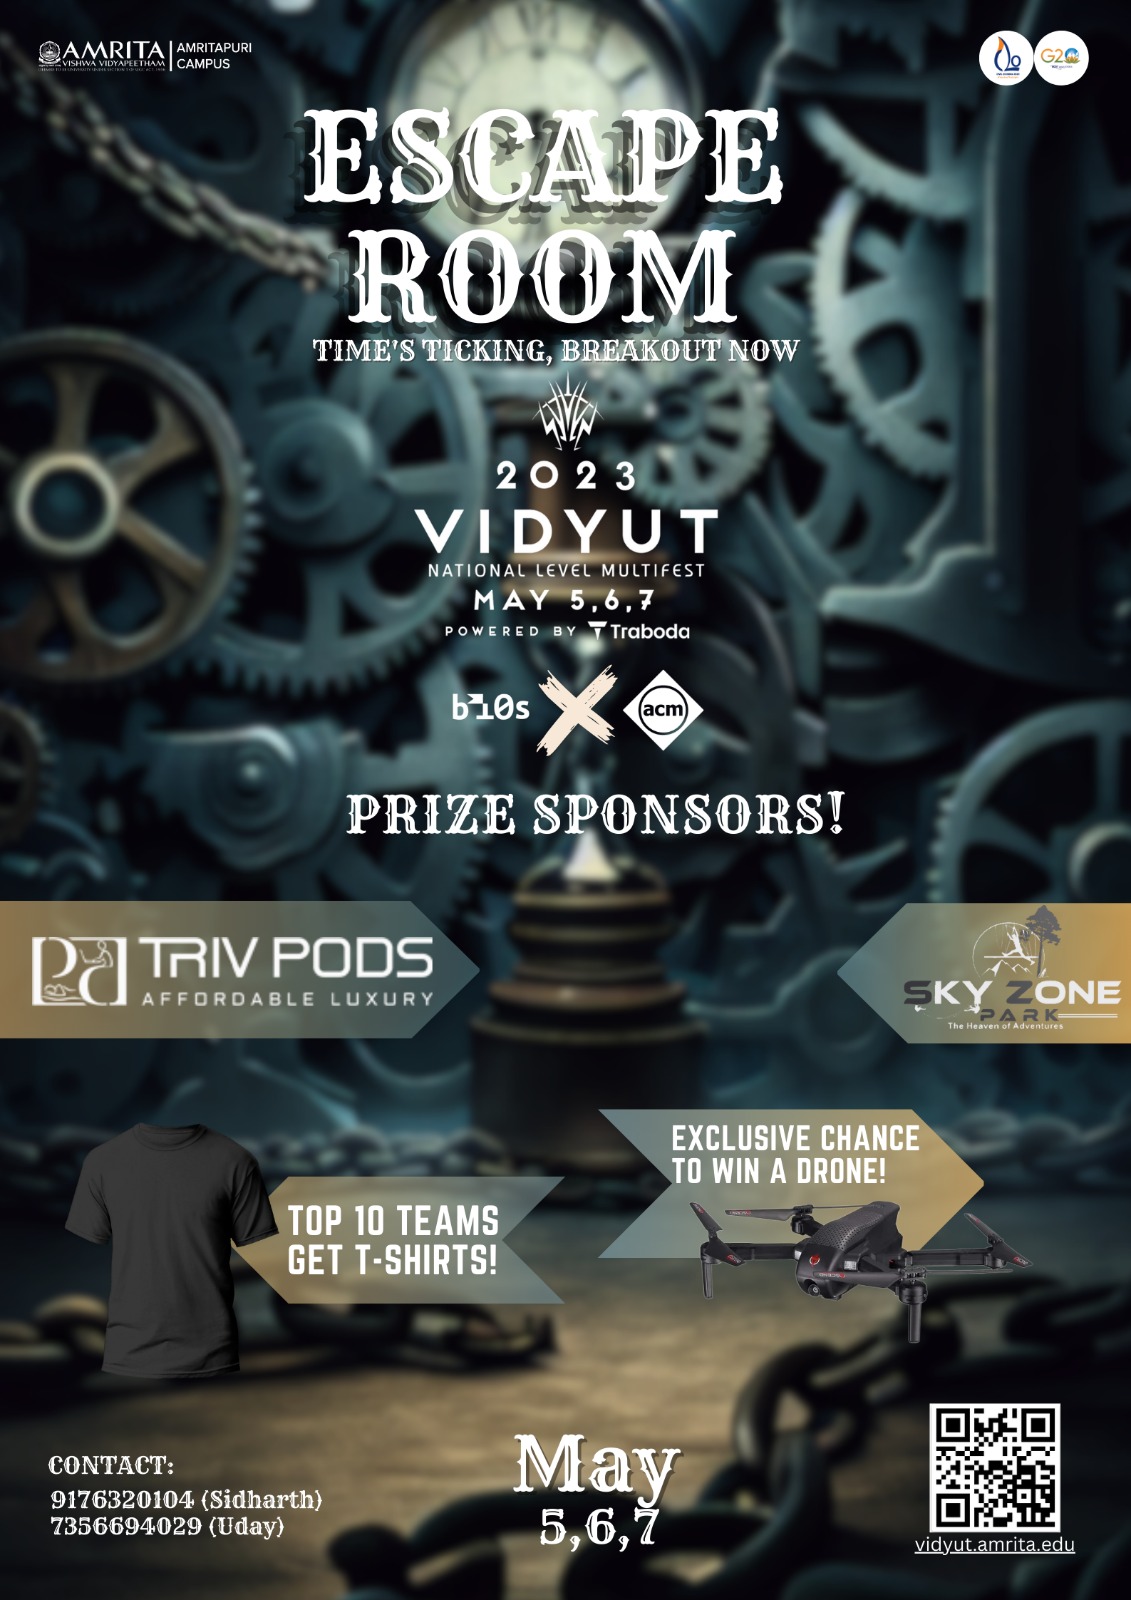 AMRITA
VISHWA VIDYAPEETHAM
AMRITAPURI
CAMPUS
G20
ESCAPE
ROOM
TIME'S TICKING, BREAKOUT NOW
2023
VIDYUT
NATIONAL LEVEL MULTIFEST
MAY 5,6,7
POWERED BY Traboda
bi0s
acm
PRIZE SPONSORS!
TRIV PODS
AFFORDABLE LUXURY
SKY ZONE
PARK
The Heaven of Adventures
EXCLUSIVE CHANCE
TO WIN A DRONE!
TOP 10 TEAMS
GET T-SHIRTS!
CONTACT:
9176320104 (Sidharth)
7356694029 (Uday)
May
5,6,7
vidyut.amrita.edu